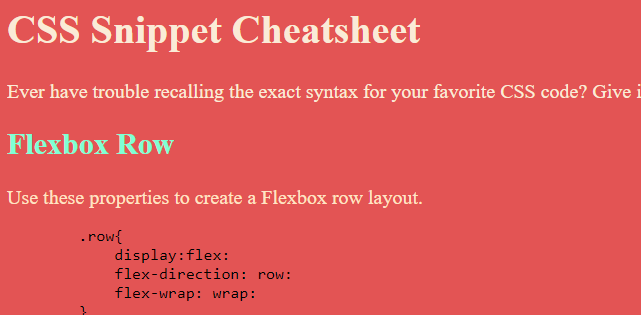 CSS Snippet Cheatsheet
Ever have trouble recalling the exact syntax for your favorite CSS code? Give i
Flexbox Row
Use these properties to create a Flexbox row layout.
.row{
display:flex:
flex-direction: row:
flex-wrap: wrap:
}